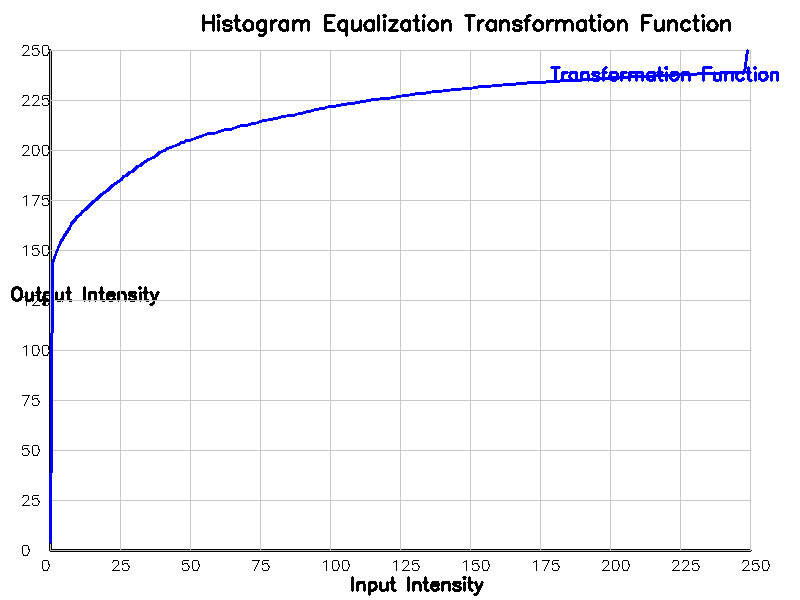 Histogram Equalization Transformation Function
250
Transformation Function
225
200
175
150
Output Intensity
125
100
75
50
25
0
0 25 50 75 100 125 150 175 200 225 250
Input Intensity